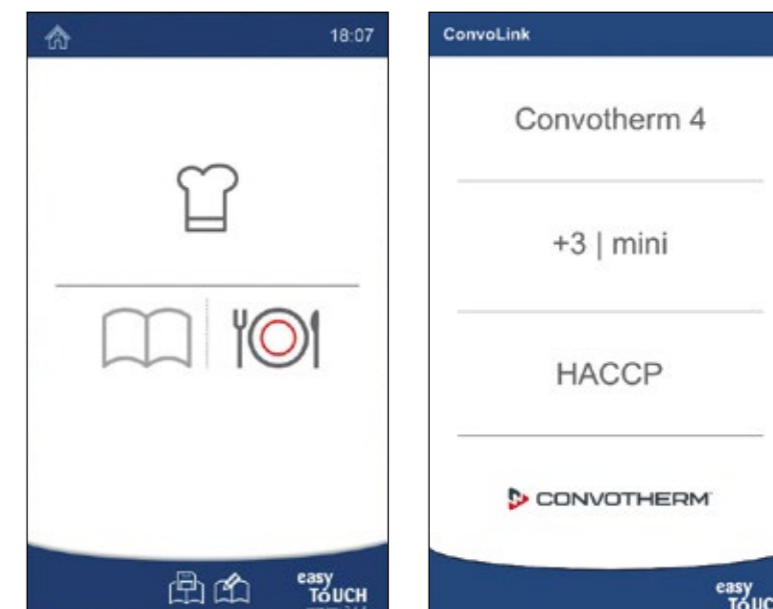 18:07
easy
ToUCH
ConvoLink
Convotherm 4
+3 | mini
HACCP
CONVOTHERM
easy